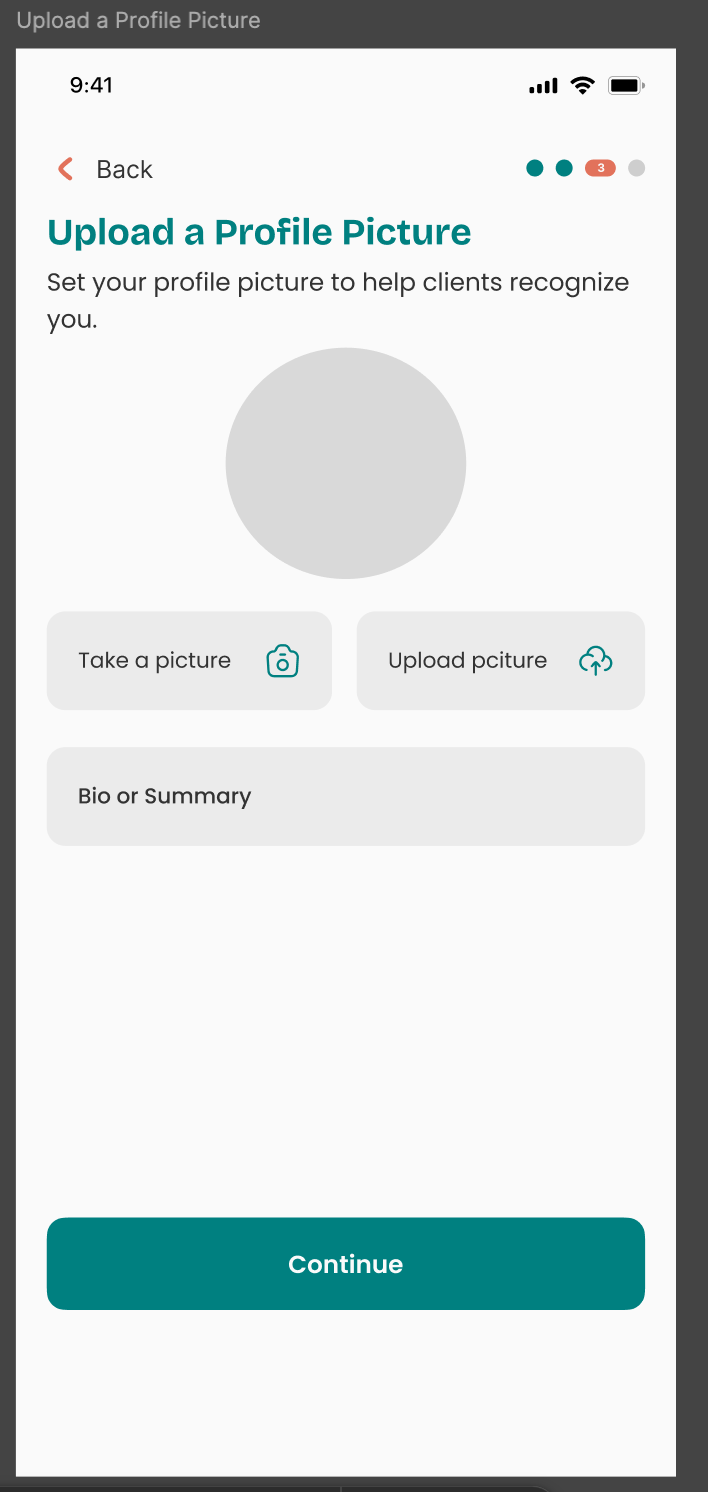 Upload a Profile Picture
9:41
Back
3
Upload a Profile Picture
Set your profile picture to help clients recognize
you.
Take a picture
Upload pciture
Bio or Summary
Continue